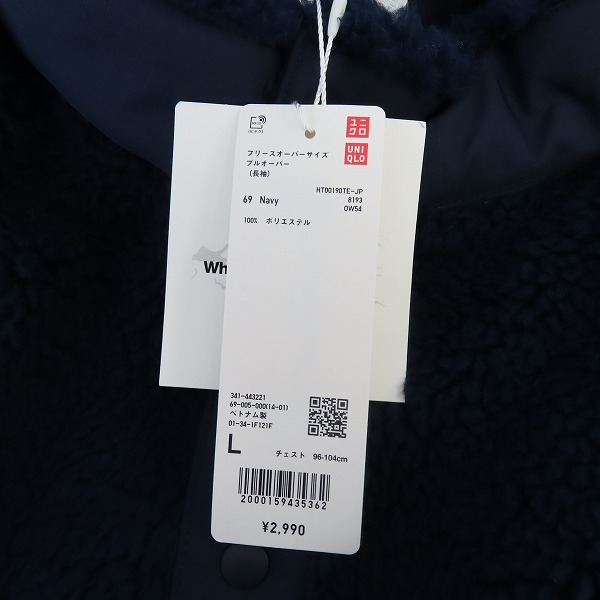 ユニ
クロ
UNI
QLO
フリースオーバーサイズ
プルオーバー
(長袖)
HT00190TE-JP
69 Navy 8193
OW54
100% ポリエステル
Wh
341-443221
69-005-000(14-01)
ベトナム製
01-34-1F121F
L チェスト 96-104cm
2000159435362
¥2,990